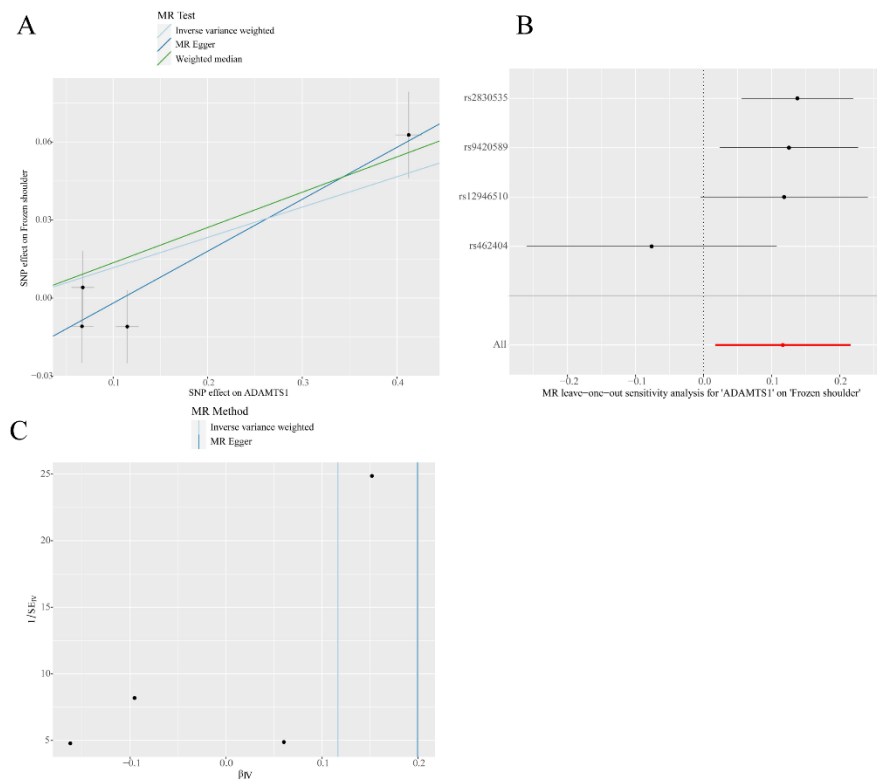 A
MR Test
Inverse variance weighted
MR Egger
Weighted median
SNP effect on Frozen shoulder
0.06
0.03
0.00
−0.03
0.1
0.2
0.3
0.4
SNP effect on ADAMTS1
B
rs2830535
rs9420589
rs12946510
rs462404
All
−0.2
−0.1
0.0
0.1
0.2
MR leave−one−out sensitivity analysis for 'ADAMTS1' on 'Frozen shoulder'
C
MR Method
Inverse variance weighted
MR Egger
1/SEIV
25
20
15
10
5
−0.1
0.0
0.1
0.2
βIV